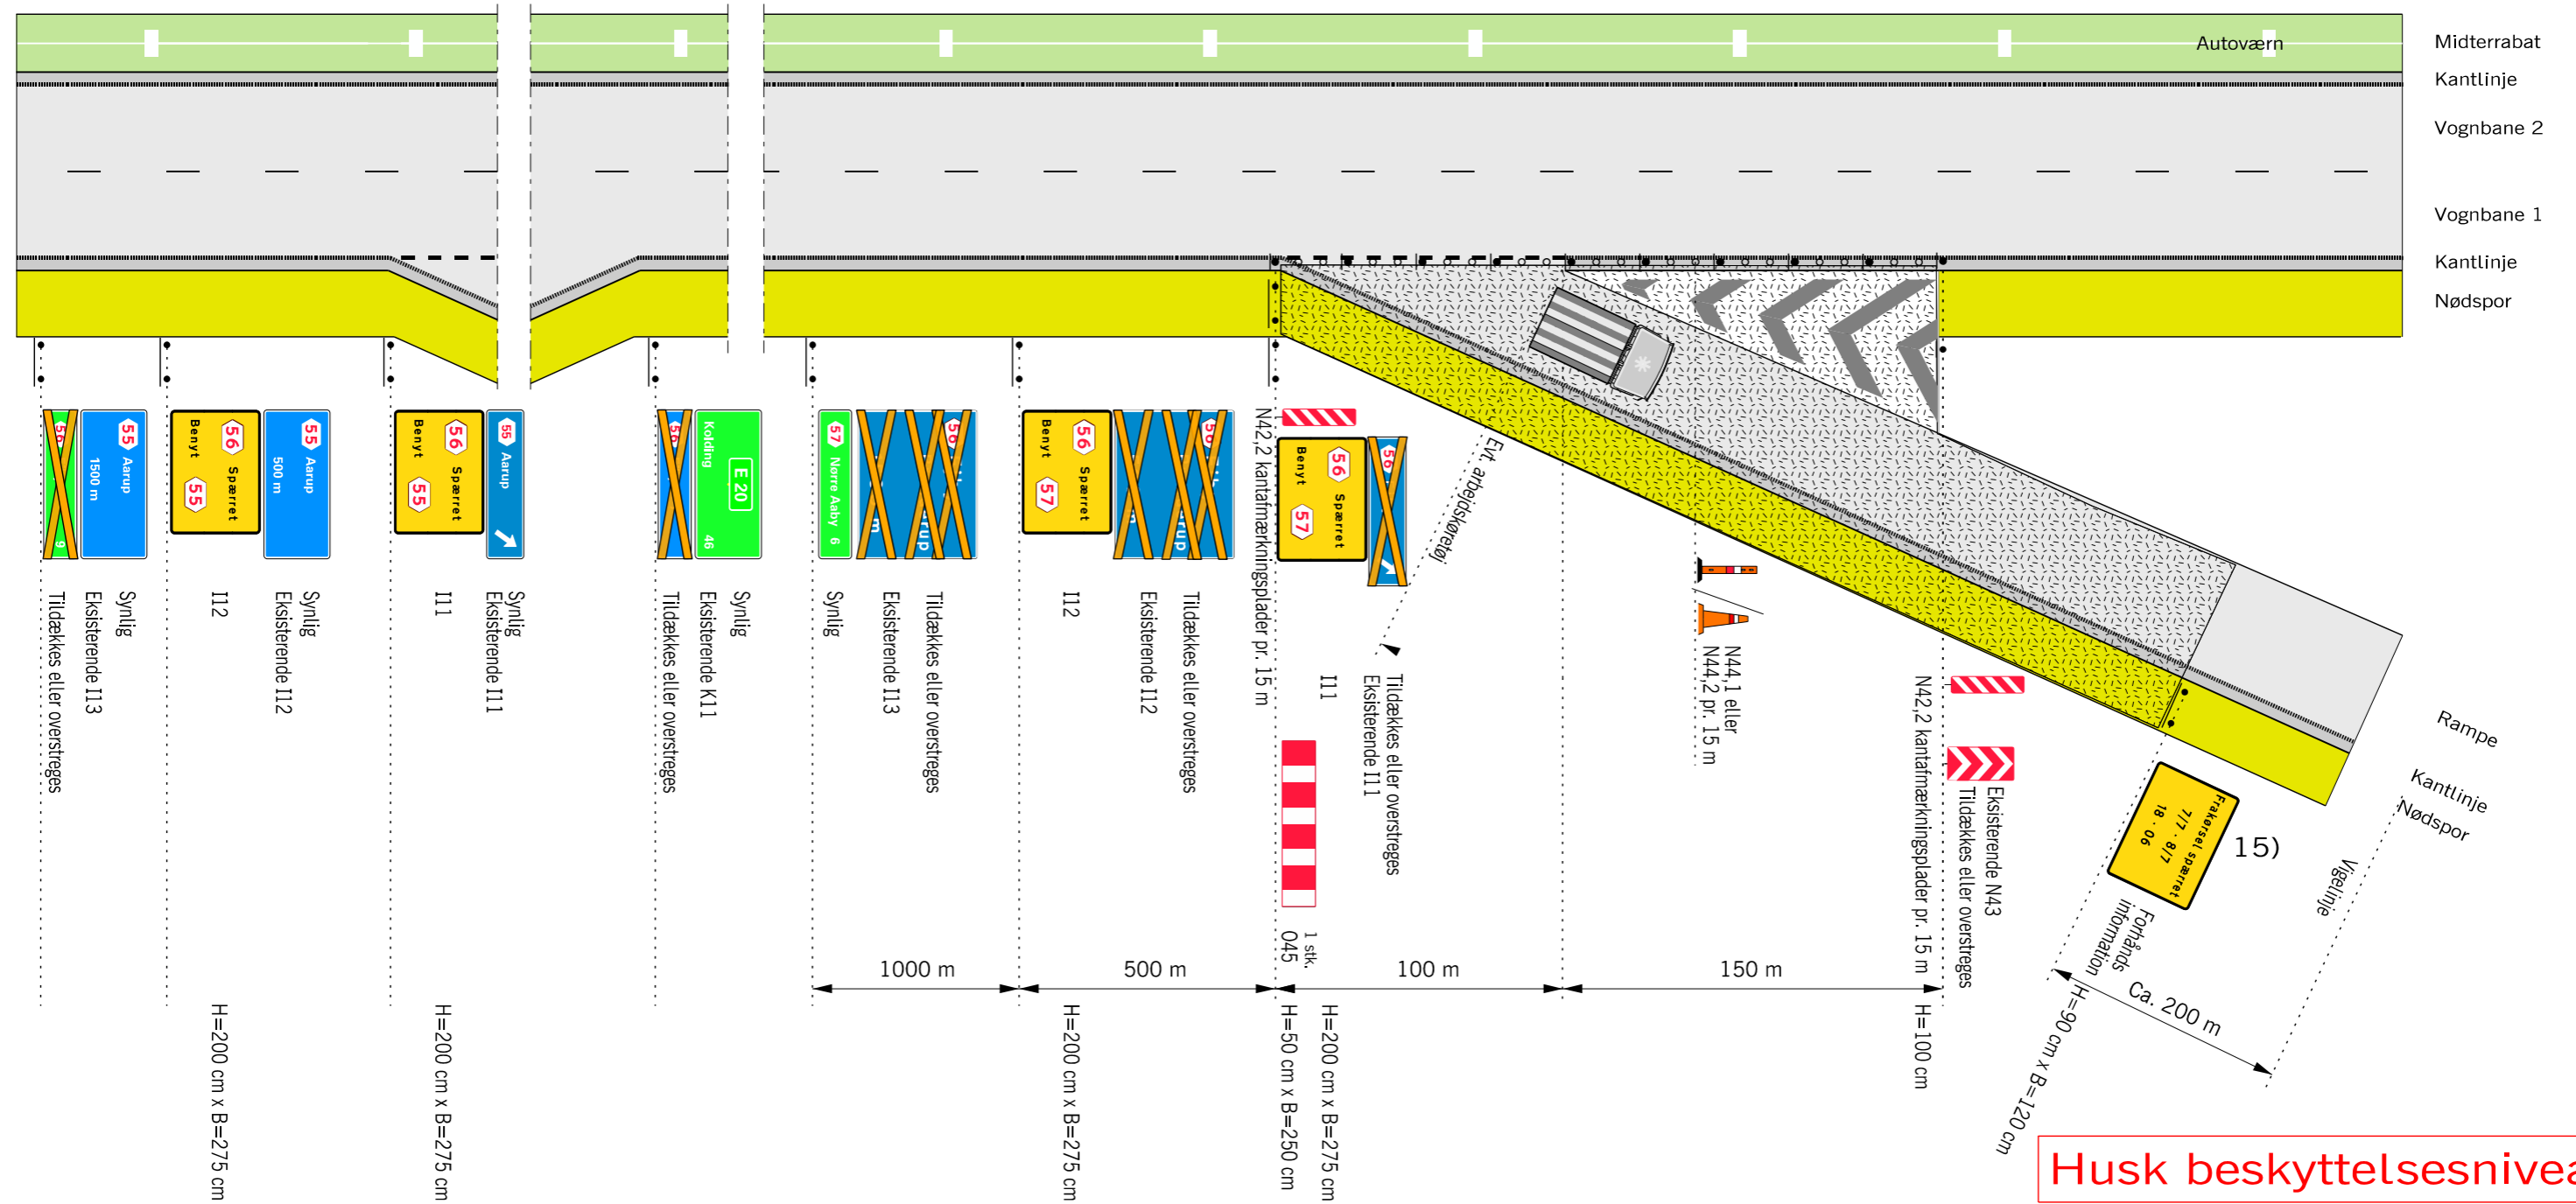 Autoværn
Midterrabat
Kantlinje
Vognbane 2
Vognbane 1
Kantlinje
Nødspor
56
9
55 Aarup
1500 m
Synlig
Eksisterende I13
Tildækkes eller overstreges
56 Spærret
Benyt 55
I12
55 Aarup
500 m
Synlig
Eksisterende I12
H=200 cm x B=275 cm
56 Spærret
Benyt 55
I11
55 Aarup
Synlig
Eksisterende I11
H=200 cm x B=275 cm
56
E 20
Kolding 46
Synlig
Eksisterende K11
Tildækkes eller overstreges
57 Nørre Aaby 6
Synlig
56
Tildækkes eller overstreges
Eksisterende I13
1000 m
56 Spærret
Benyt 57
I12
56
Tildækkes eller overstreges
Eksisterende I12
H=200 cm x B=275 cm
500 m
N42,2 kantafmærkningsplader pr. 15 m
56 Spærret
Benyt 57
I11
56
Tildækkes eller overstreges
Eksisterende I11
Evt. arbejdskøretøj
1 stk.
O45
H=200 cm x B=275 cm
H=50 cm x B=250 cm
100 m
N44,1 eller
N44,2 pr. 15 m
150 m
N42,2 kantafmærkningsplader pr. 15 m
Eksisterende N43
Tildækkes eller overstreges
H=100 cm
Frakørsel spærret
7/7 - 8/7
18 - 06
15)
Forhånds
information
H=90 cm x B=120 cm
Ca. 200 m
Vigelinje
Rampe
Kantlinje
Nødspor
Husk